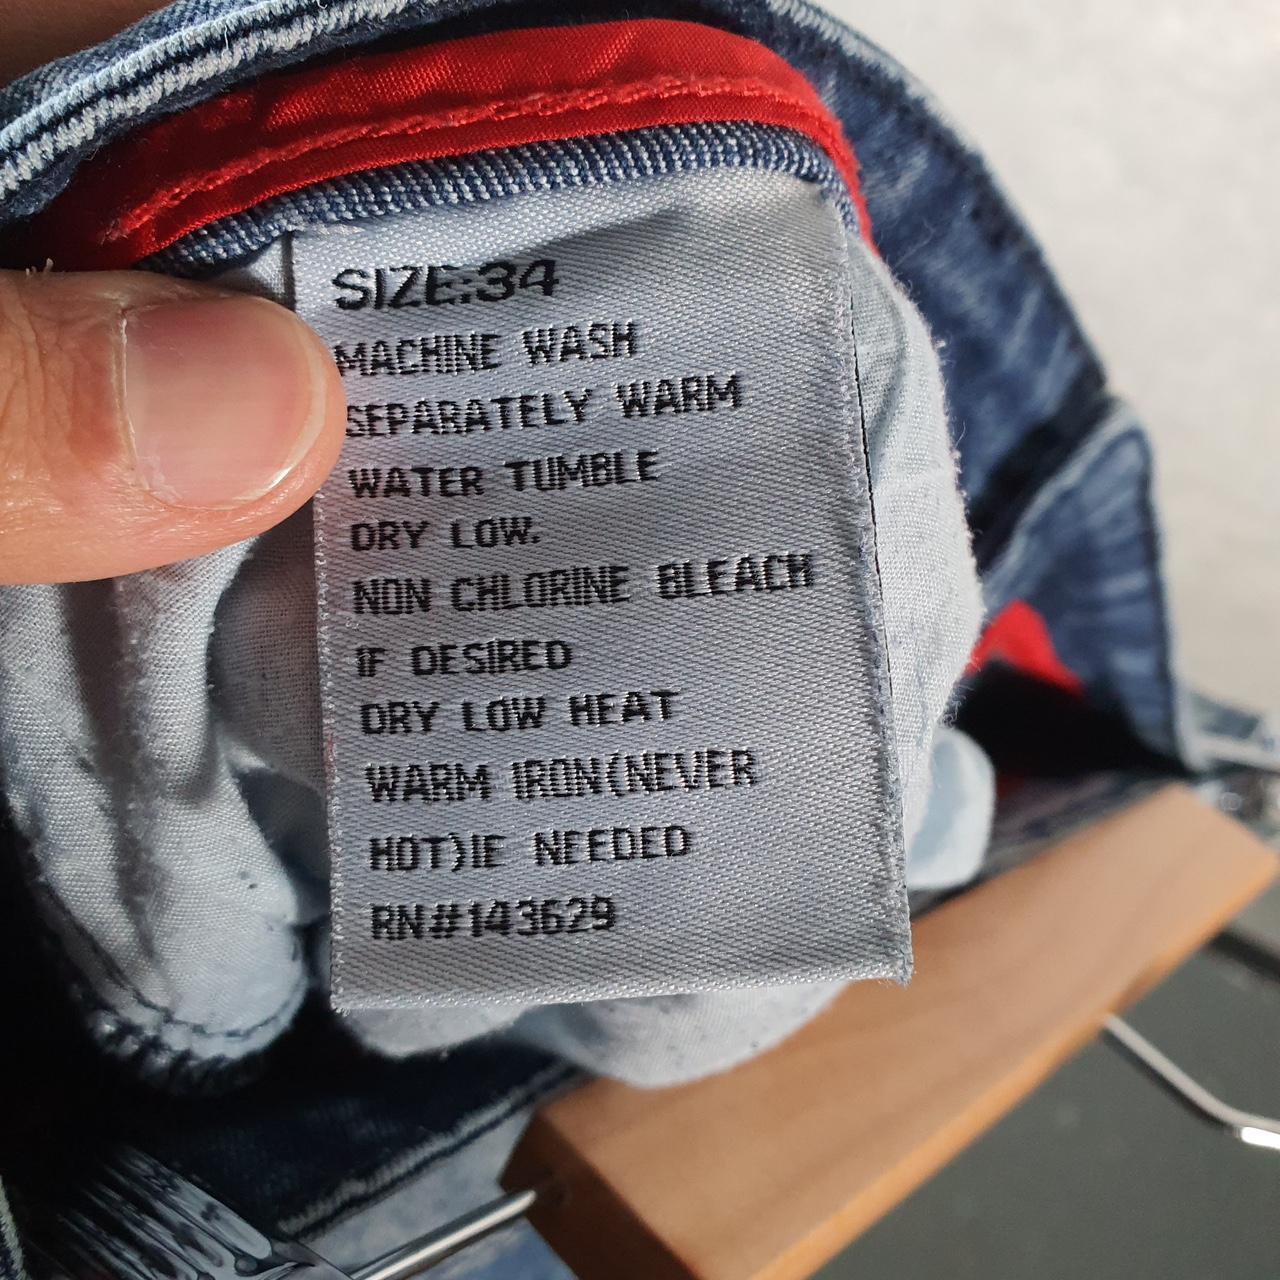 SIZE:34
MACHINE WASH
SEPARATELY WARM
WATER TUMBLE
DRY LOW.
NON CHLORINE BLEACH
IF DESIRED
DRY LOW HEAT
WARM IRON(NEVER
HOT)IE NEEDED
RN#143629